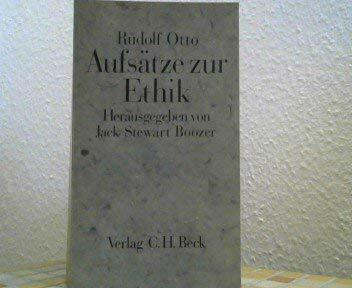 Rudolf Otto
Aufsätze zur
Ethik
Herausgegeben von
Jack Stewart Boozer
Verlag C.H. Beck